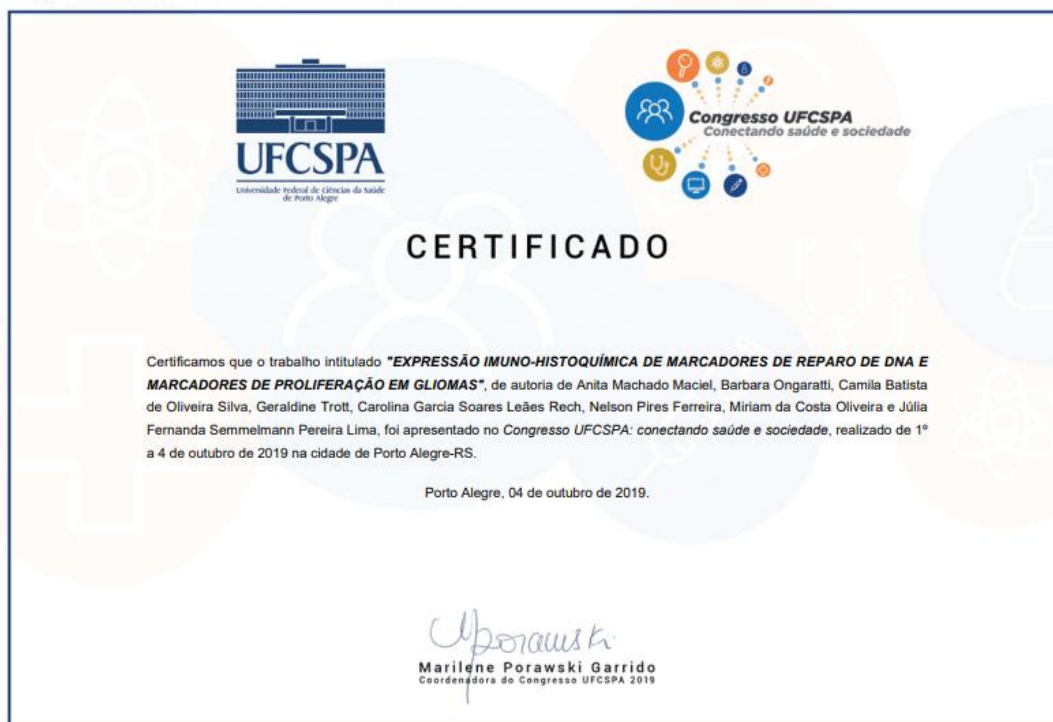 UFCSPA
Universidade Federal de Ciências da Saúde
de Porto Alegre
Congresso UFCSPA
Conectando saúde e sociedade
CERTIFICADO
Certificamos que o trabalho intitulado "EXPRESSÃO IMUNO-HISTOQUÍMICA DE MARCADORES DE REPARO DE DNA E
MARCADORES DE PROLIFERAÇÃO EM GLIOMAS", de autoria de Anita Machado Maciel, Barbara Ongaratti, Camila Batista
de Oliveira Silva, Geraldine Trott, Carolina Garcia Soares Leães Rech, Nelson Pires Ferreira, Miriam da Costa Oliveira e Júlia
Fernanda Semmelmann Pereira Lima, foi apresentado no Congresso UFCSPA: conectando saúde e sociedade, realizado de 1º
a 4 de outubro de 2019 na cidade de Porto Alegre-RS.
Porto Alegre, 04 de outubro de 2019.
MPorawski
Marilene Porawski Garrido
Coordenadora do Congresso UFCSPA 2019